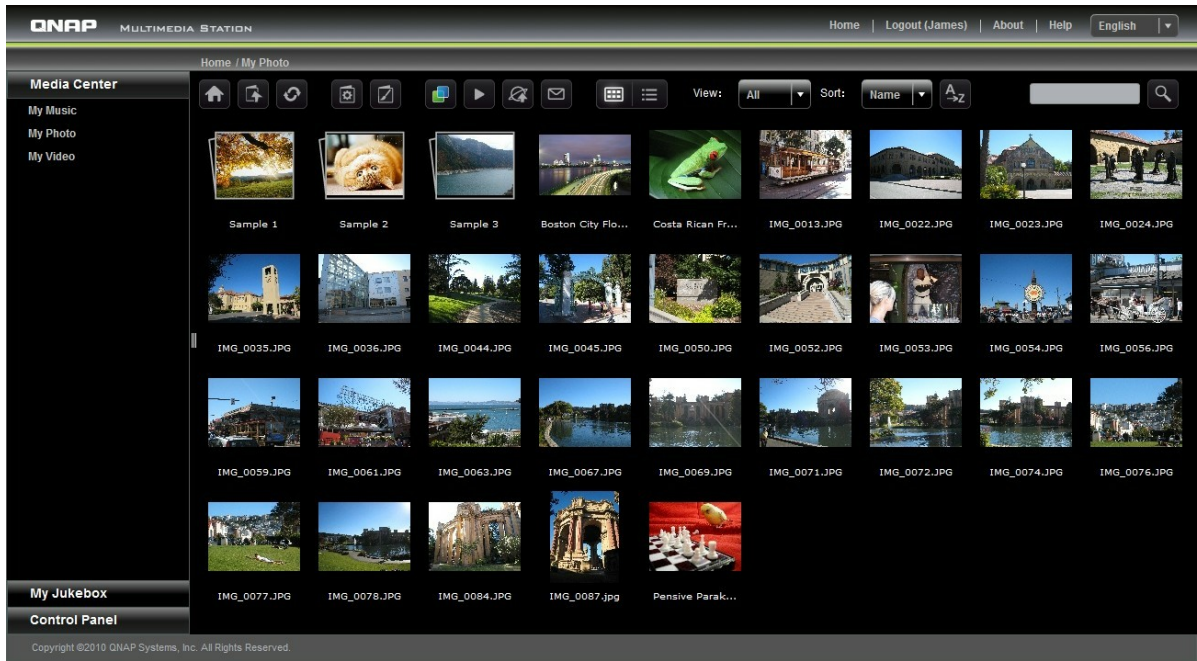 QNAP MULTIMEDIA STATION
Home | Logout (James) | About | Help English
Home / My Photo
Media Center
My Music
My Photo
My Video
View: All Sort: Name A→Z
Sample 1 Sample 2 Sample 3 Boston City Flo... Costa Rican Fr... IMG_0013.JPG IMG_0022.JPG IMG_0023.JPG IMG_0024.JPG
IMG_0035.JPG IMG_0036.JPG IMG_0044.JPG IMG_0045.JPG IMG_0050.JPG IMG_0052.JPG IMG_0053.JPG IMG_0054.JPG IMG_0056.JPG
IMG_0059.JPG IMG_0061.JPG IMG_0063.JPG IMG_0067.JPG IMG_0069.JPG IMG_0071.JPG IMG_0072.JPG IMG_0074.JPG IMG_0076.JPG
IMG_0077.JPG IMG_0078.JPG IMG_0084.JPG IMG_0087.jpg Pensive Parak...
My Jukebox
Control Panel
Copyright ©2010 QNAP Systems, Inc. All Rights Reserved.